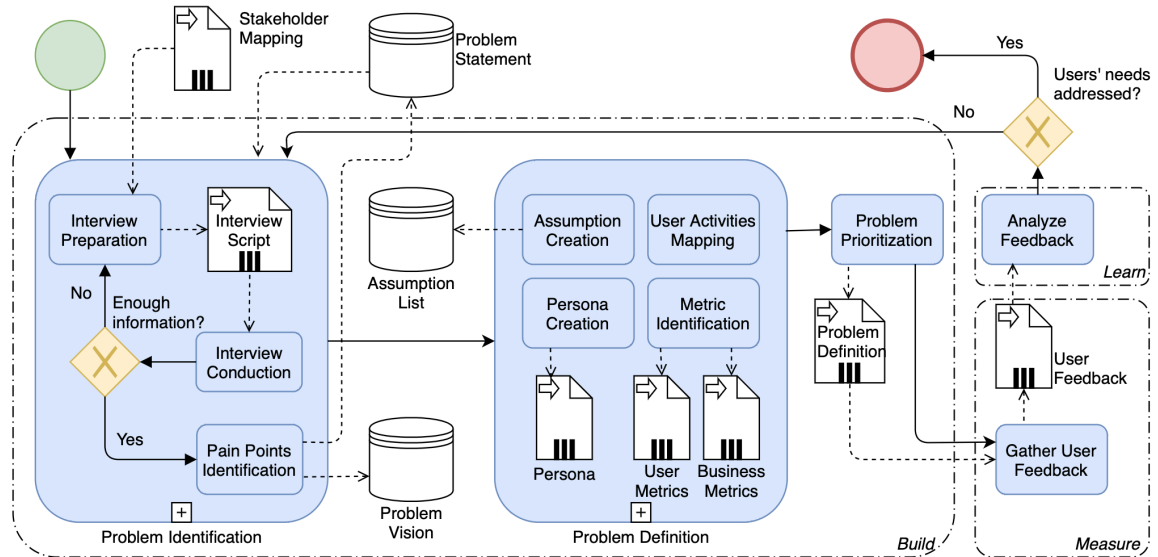 Stakeholder
Mapping
Problem
Statement
Yes
Users' needs
addressed?
No
Interview
Preparation
Interview
Script
Assumption
List
Assumption
Creation
User Activities
Mapping
Problem
Prioritization
Analyze
Feedback
Learn
No
Enough
information?
Interview
Conduction
Persona
Creation
Metric
Identification
Problem
Definition
User
Feedback
Yes
Pain Points
Identification
Problem
Vision
Persona
User
Metrics
Business
Metrics
Gather User
Feedback
Problem Identification
Problem Definition
Build
Measure